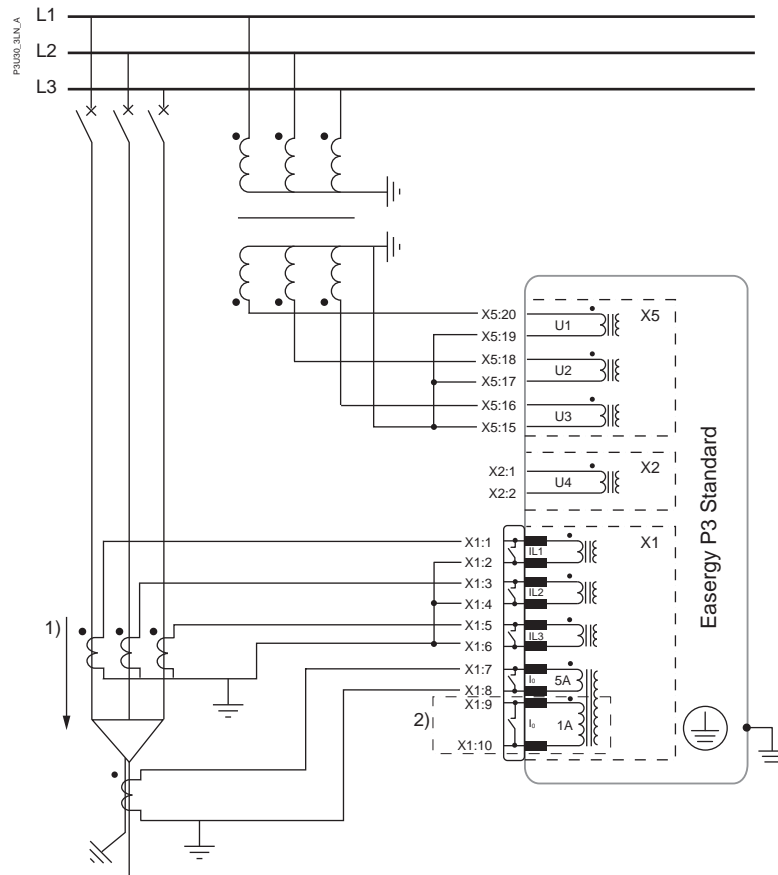 P3U30_3LN_A
L1
L2
L3
X5:20
X5:19
X5:18
X5:17
X5:16
X5:15
U1
U2
U3
X5
X2:1
X2:2
U4
X2
X1:1
X1:2
X1:3
X1:4
X1:5
X1:6
X1:7
X1:8
X1:9
X1:10
IL1
IL2
IL3
I₀ 5A
I₀ 1A
X1
1)
2)
Easergy P3 Standard